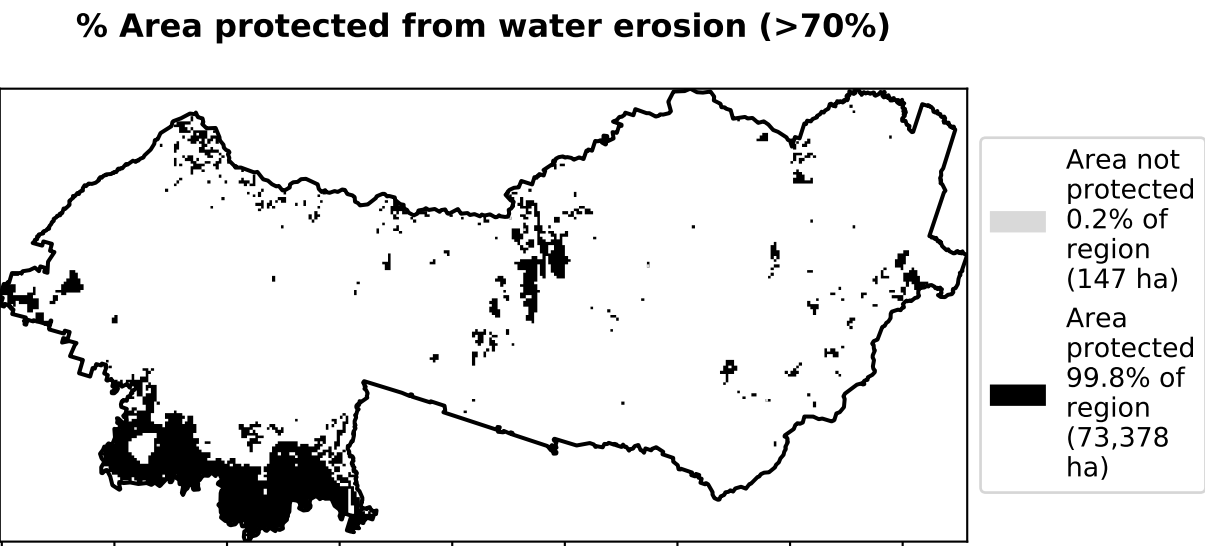 % Area protected from water erosion (>70%)
Area not
protected
0.2% of
region
(147 ha)
Area
protected
99.8% of
region
(73,378
ha)